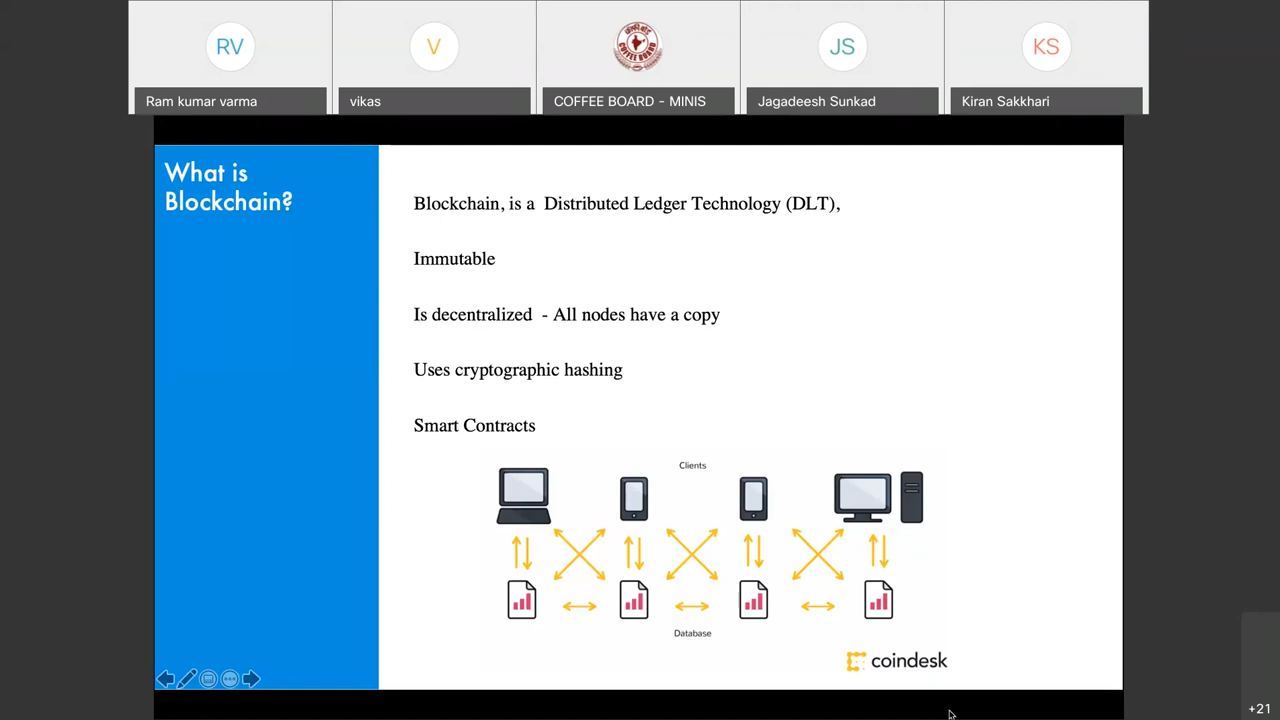 RV
V
JS
KS
Ram kumar varma
vikas
COFFEE BOARD - MINIS
Jagadeesh Sunkad
Kiran Sakkhari
What is
Blockchain?
Blockchain, is a Distributed Ledger Technology (DLT),
Immutable
Is decentralized - All nodes have a copy
Uses cryptographic hashing
Smart Contracts
Clients
Database
coindesk
+21